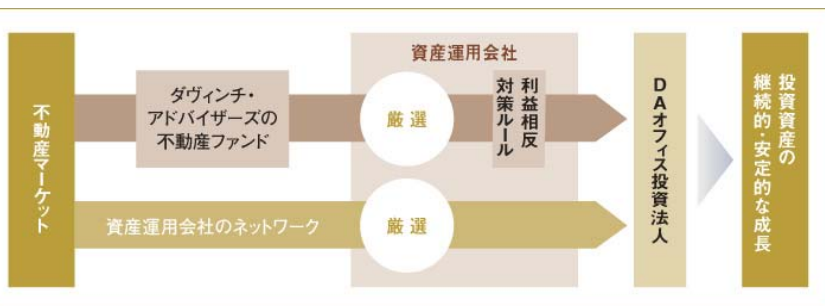 資産運用会社
不動産マーケット
ダヴィンチ・
アドバイザーズの
不動産ファンド
厳選
利益相反
対策ルール
資産運用会社のネットワーク
厳選
DAオフィス投資法人
投資資産の
継続的・安定的な成長